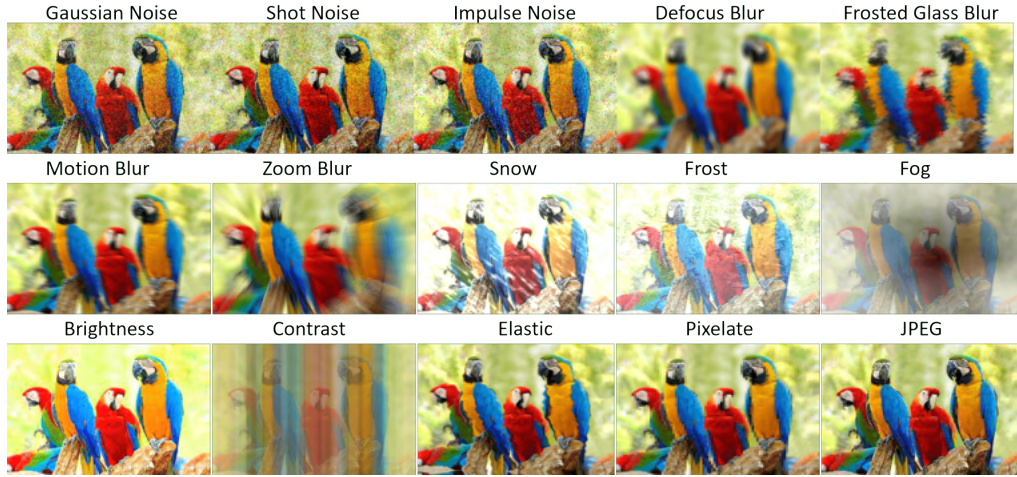 Gaussian Noise Shot Noise Impulse Noise Defocus Blur Frosted Glass Blur
Motion Blur Zoom Blur Snow Frost Fog
Brightness Contrast Elastic Pixelate JPEG